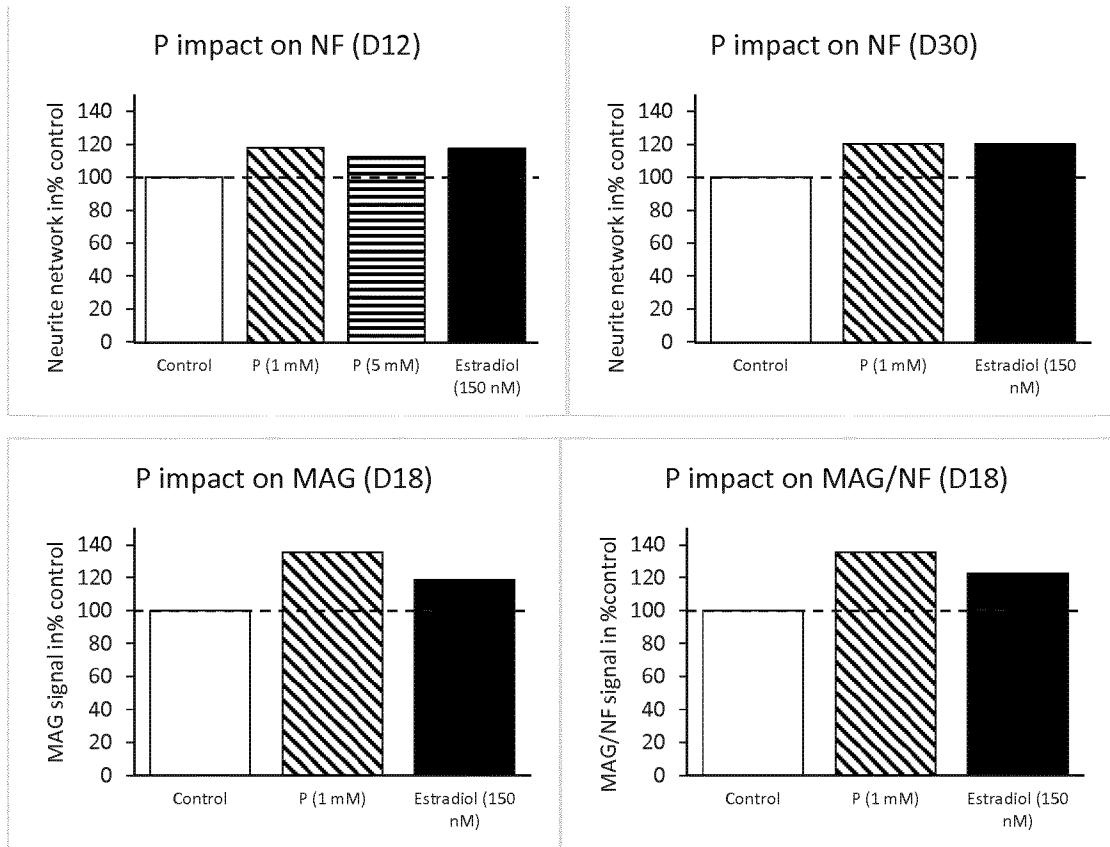 P impact on NF (D12)
Neurite network in% control
140
120
100
80
60
40
20
0
Control
P (1 mM)
P (5 mM)
Estradiol
(150 nM)
P impact on NF (D30)
Neurite network in% control
140
120
100
80
60
40
20
0
Control
P (1 mM)
Estradiol (150
nM)
P impact on MAG (D18)
MAG signal in% control
140
120
100
80
60
40
20
0
Control
P (1 mM)
Estradiol (150
nM)
P impact on MAG/NF (D18)
MAG/NF signal in %control
140
120
100
80
60
40
20
0
Control
P (1 mM)
Estradiol (150
nM)